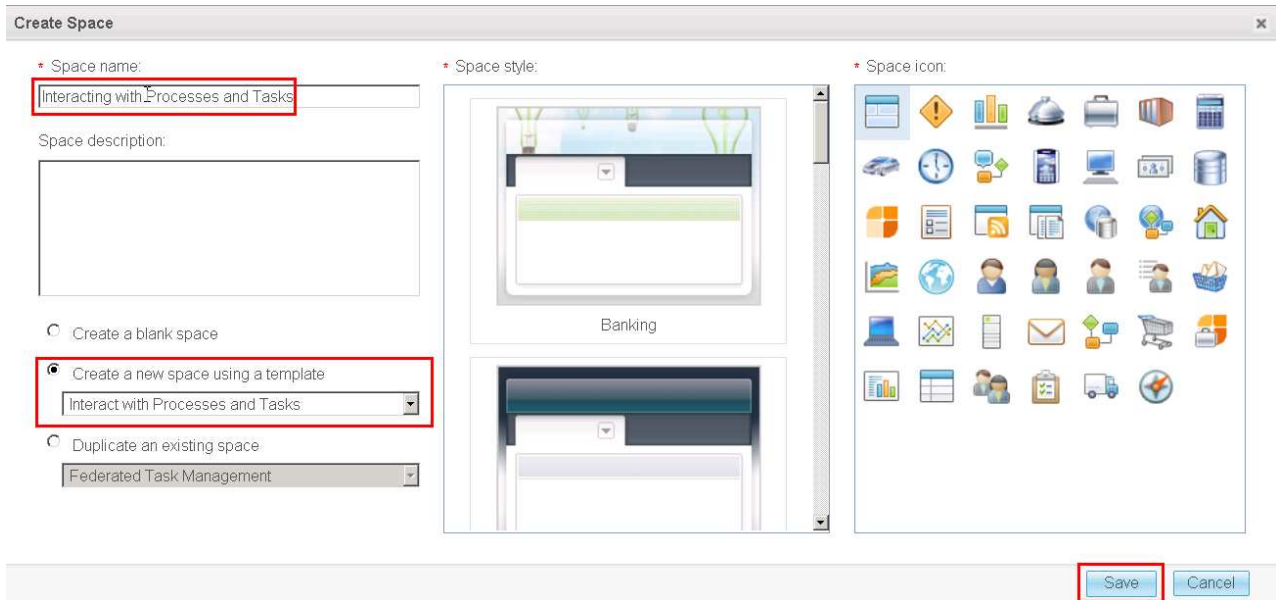 Create Space
* Space name:
Interacting with Processes and Tasks
Space description:
Create a blank space
Create a new space using a template
Interact with Processes and Tasks
Duplicate an existing space
Federated Task Management
* Space style:
Banking
* Space icon:
Save
Cancel